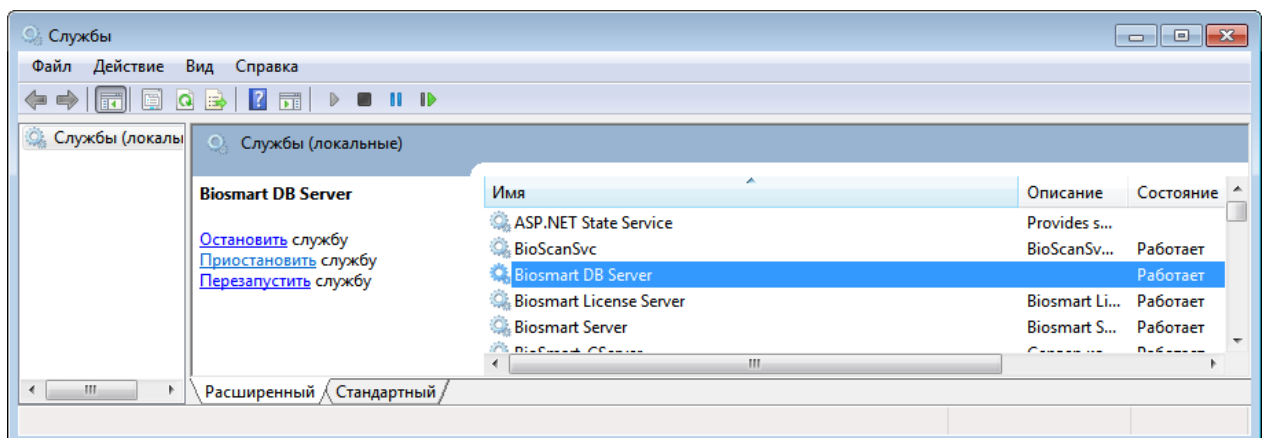 Службы
Файл Действие Вид Справка
Службы (локалы
Службы (локальные)
Biosmart DB Server
Остановить службу
Приостановить службу
Перезапустить службу
Имя Описание Состояние
ASP.NET State Service Provides s...
BioScanSvc BioScanSv... Работает
Biosmart DB Server Работает
Biosmart License Server Biosmart Li... Работает
Biosmart Server Biosmart S... Работает
Расширенный Стандартный